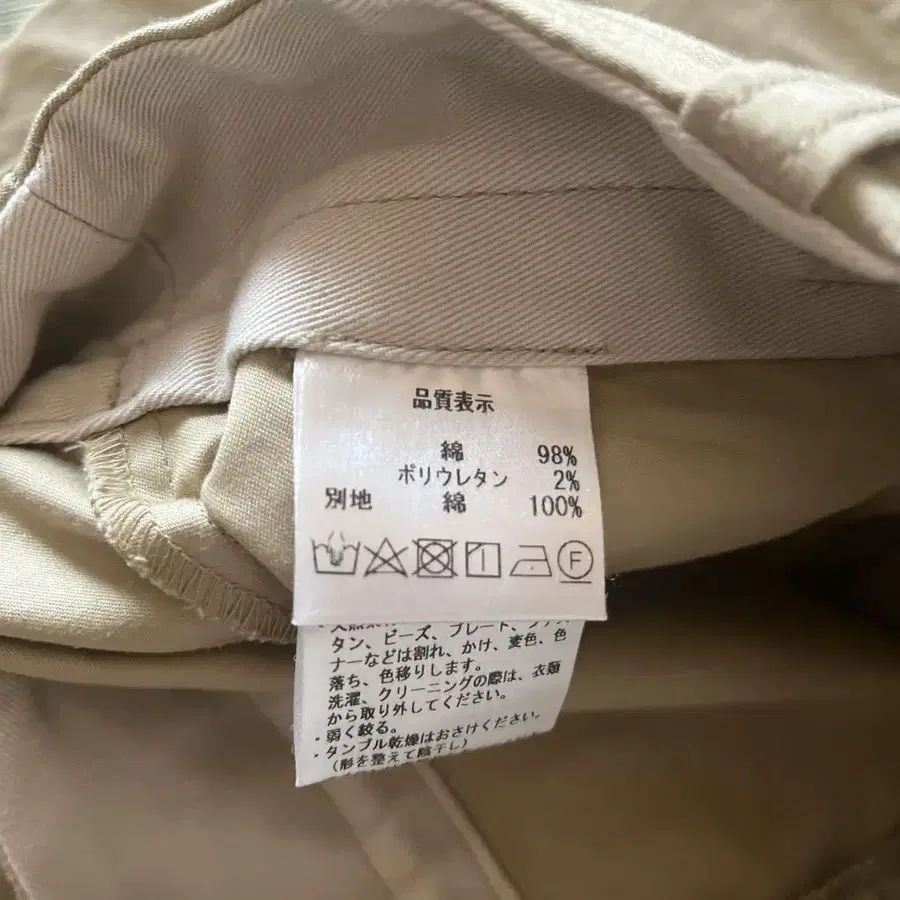 品質表示
綿 98%
ポリウレタン 2%
別地 綿 100%
F
タン、ビーズ、プレート、ファス
ナーなどは割れ、かけ、変色、色
落ち、色移りします。
洗濯、クリーニングの際は、衣類
から取り外してください。
・弱く絞る。
・タンブル乾燥はおさけください。
(形を整えて陰干し)